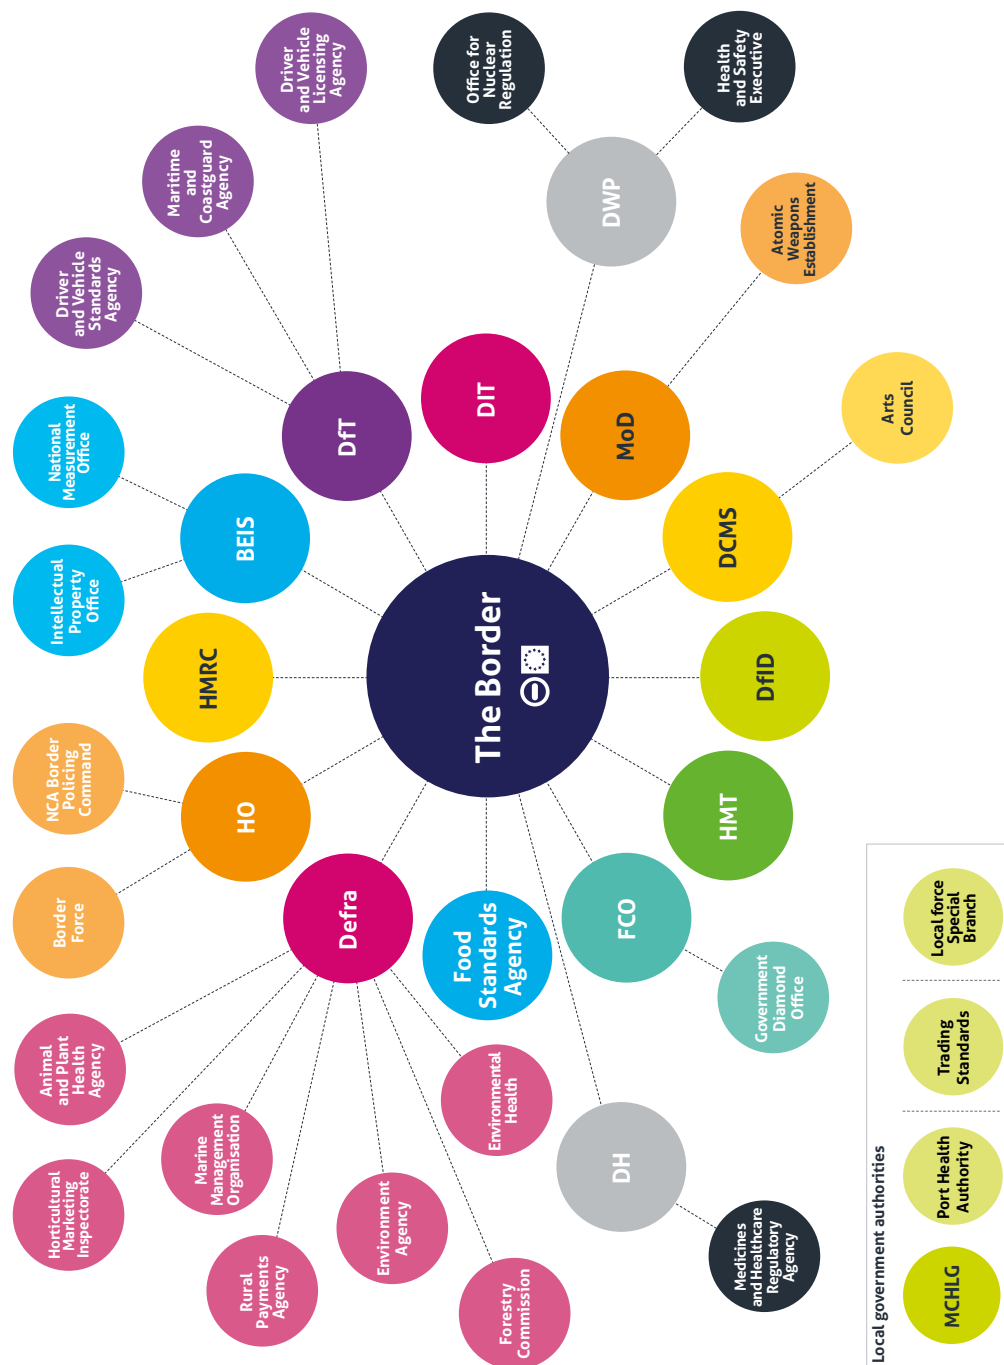 Horticultural
Marketing
Inspectorate
Animal
and Plant
Health
Agency
Border
Force
NCA Border
Policing
Command
Intellectual
Property
Office
National
Measurement
Office
Driver
and Vehicle
Standards
Agency
Maritime
and
Coastguard
Agency
Driver
and Vehicle
Licensing
Agency
Marine
Management
Organisation
Rural
Payments
Agency
HO
HMRC
BEIS
DfT
Environment
Agency
Defra
Forestry
Commission
Environmental
Health
Food
Standards
Agency
The Border
DIT
Office for
Nuclear
Regulation
DH
FCO
MoD
DWP
Health
and Safety
Executive
Medicines
and Healthcare
Regulatory
Agency
Government
Diamond
Office
HMT
DfID
DCMS
Atomic
Weapons
Establishment
Arts
Council
Local government authorities
MCHLG
Port Health
Authority
Trading
Standards
Local force
Special
Branch